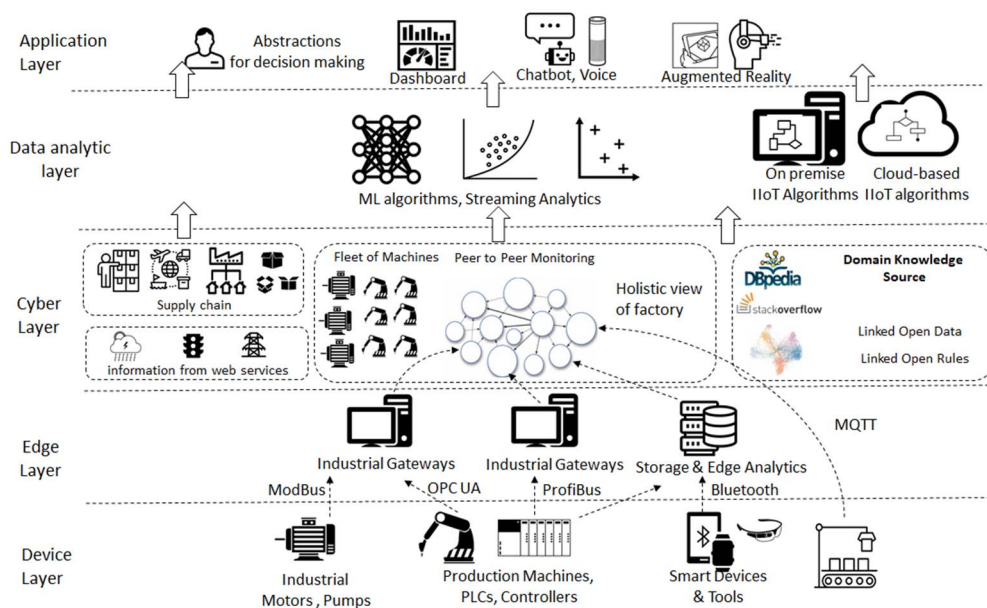 Application
Layer
Abstractions
for decision making
Dashboard
Chatbot, Voice
Augmented Reality
Data analytic
layer
ML algorithms, Streaming Analytics
On premise
IIoT Algorithms
Cloud-based
IIoT algorithms
Cyber
Layer
Supply chain
information from web services
Fleet of Machines
Peer to Peer Monitoring
Holistic view
of factory
DBpedia
stackoverflow
Domain Knowledge
Source
Linked Open Data
Linked Open Rules
Edge
Layer
Industrial Gateways
Industrial Gateways
Storage & Edge Analytics
MQTT
ModBus
OPC UA
ProfiBus
Bluetooth
Device
Layer
Industrial
Motors , Pumps
Production Machines,
PLCs, Controllers
Smart Devices
& Tools